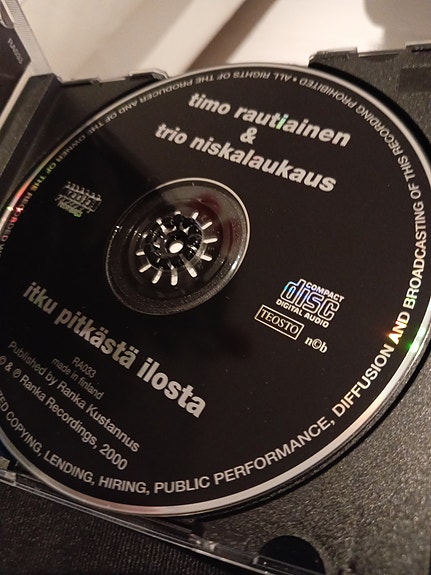 timo rautiainen
&
trio niskalaukaus
COMPACT
disc
DIGITAL AUDIO
TEOSTO
n©b
itku pitkästä ilosta
RA033
made in finland
Published by Ranka Kustannus
© & ℗ Ranka Recordings, 2000
ALL RIGHTS OF THE PRODUCER AND OF THE OWNER OF THE RECORDED
COPYING, LENDING, HIRING, PUBLIC PERFORMANCE, DIFFUSION AND BROADCASTING OF THIS RECORDING PROHIBITED •
RA033